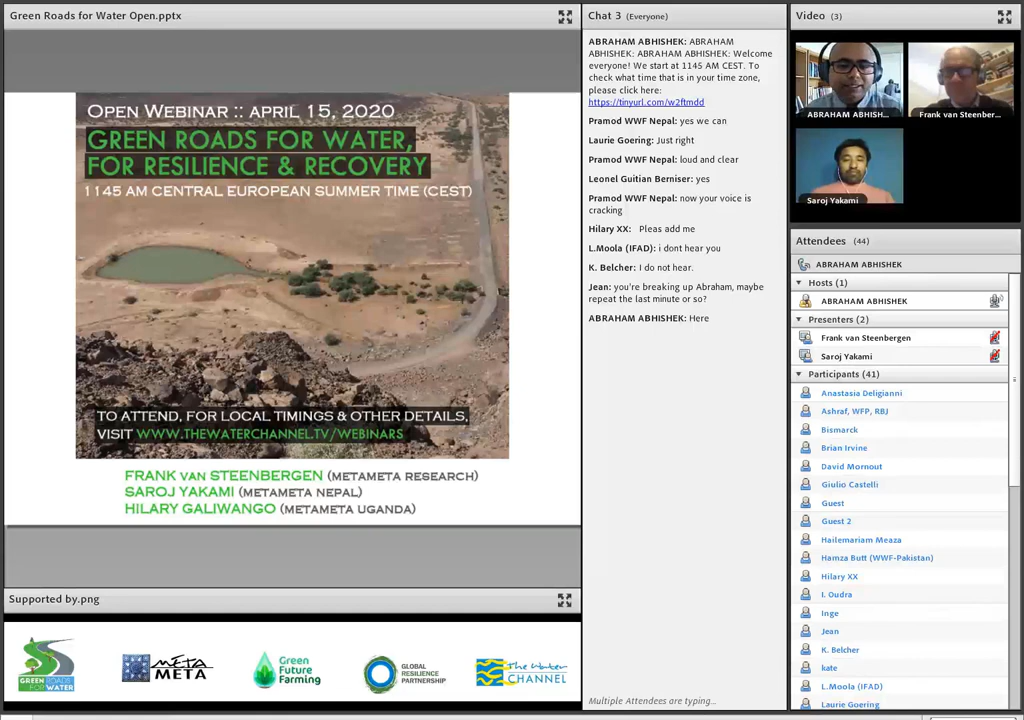 Green Roads for Water Open.pptx
OPEN WEBINAR :: APRIL 15, 2020
GREEN ROADS FOR WATER,
FOR RESILIENCE & RECOVERY
1145 AM CENTRAL EUROPEAN SUMMER TIME (CEST)
TO ATTEND, FOR LOCAL TIMINGS & OTHER DETAILS,
VISIT WWW.THEWATERCHANNEL.TV/WEBINARS
FRANK VAN STEENBERGEN (METAMETA RESEARCH)
SAROJ YAKAMI (METAMETA NEPAL)
HILARY GALIWANGO (METAMETA UGANDA)
Supported by.png
GREEN ROADS
FOR WATER
META
META
Green
Future
Farming
GLOBAL
RESILIENCE
PARTNERSHIP
The Water
CHANNEL
Chat 3 (Everyone)
ABRAHAM ABHISHEK: ABRAHAM
ABHISHEK: ABRAHAM ABHISHEK: Welcome
everyone! We start at 1145 AM CEST. To
check what time that is in your time zone,
please click here:
https://tinyurl.com/w2ftmdd
Pramod WWF Nepal: yes we can
Laurie Goering: Just right
Pramod WWF Nepal: loud and clear
Leonel Guitian Berniser: yes
Pramod WWF Nepal: now your voice is
cracking
Hilary XX: Pleas add me
L.Moola (IFAD): i dont hear you
K. Belcher: I do not hear.
Jean: you're breaking up Abraham, maybe
repeat the last minute or so?
ABRAHAM ABHISHEK: Here
Multiple Attendees are typing...
Video (3)
ABRAHAM ABHISH...
Frank van Steenber...
Saroj Yakami
Attendees (44)
ABRAHAM ABHISHEK
Hosts (1)
ABRAHAM ABHISHEK
Presenters (2)
Frank van Steenbergen
Saroj Yakami
Participants (41)
Anastasia Deligianni
Ashraf, WFP, RBJ
Bismarck
Brian Irvine
David Mornout
Giulio Castelli
Guest
Guest 2
Hailemariam Meaza
Hamza Butt (WWF-Pakistan)
Hilary XX
I. Oudra
Inge
Jean
K. Belcher
kate
L.Moola (IFAD)
Laurie Goering